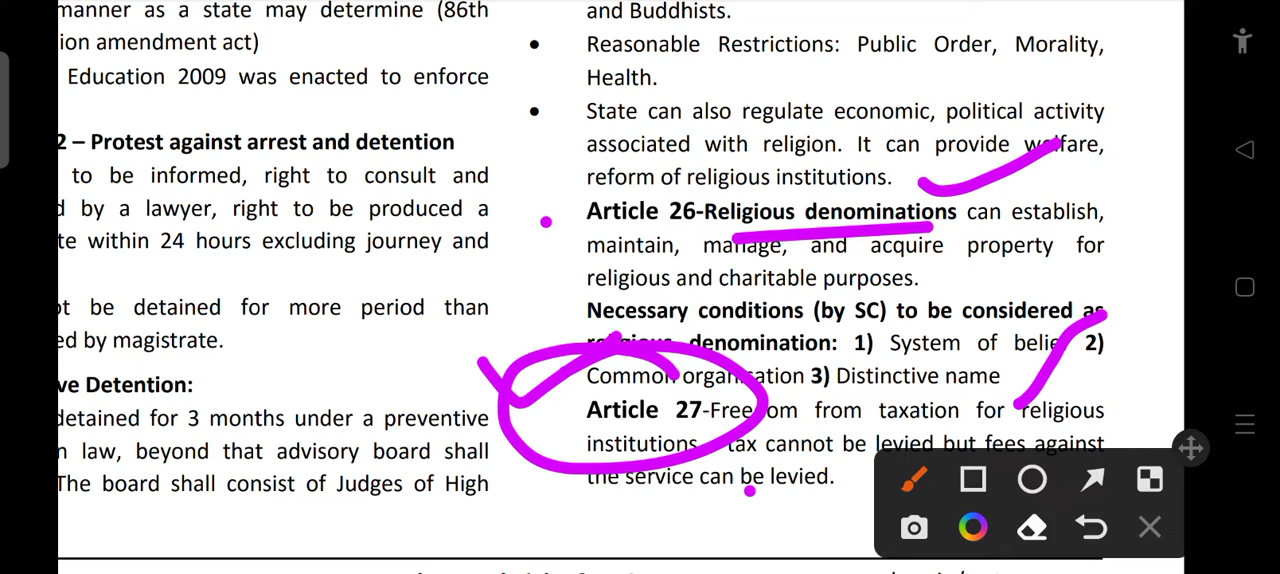 manner as a state may determine (86th
ion amendment act)
Education 2009 was enacted to enforce
2 – Protest against arrest and detention
to be informed, right to consult and
d by a lawyer, right to be produced a
te within 24 hours excluding journey and
ot be detained for more period than
ed by magistrate.
ve Detention:
detained for 3 months under a preventive
n law, beyond that advisory board shall
The board shall consist of Judges of High
and Buddhists.
• Reasonable Restrictions: Public Order, Morality,
Health.
• State can also regulate economic, political activity
associated with religion. It can provide welfare,
reform of religious institutions.
Article 26-Religious denominations can establish,
maintain, manage, and acquire property for
religious and charitable purposes.
Necessary conditions (by SC) to be considered as
religious denomination: 1) System of belief 2)
Common organisation 3) Distinctive name
Article 27-Freedom from taxation for religious
institutions tax cannot be levied but fees against
the service can be levied.